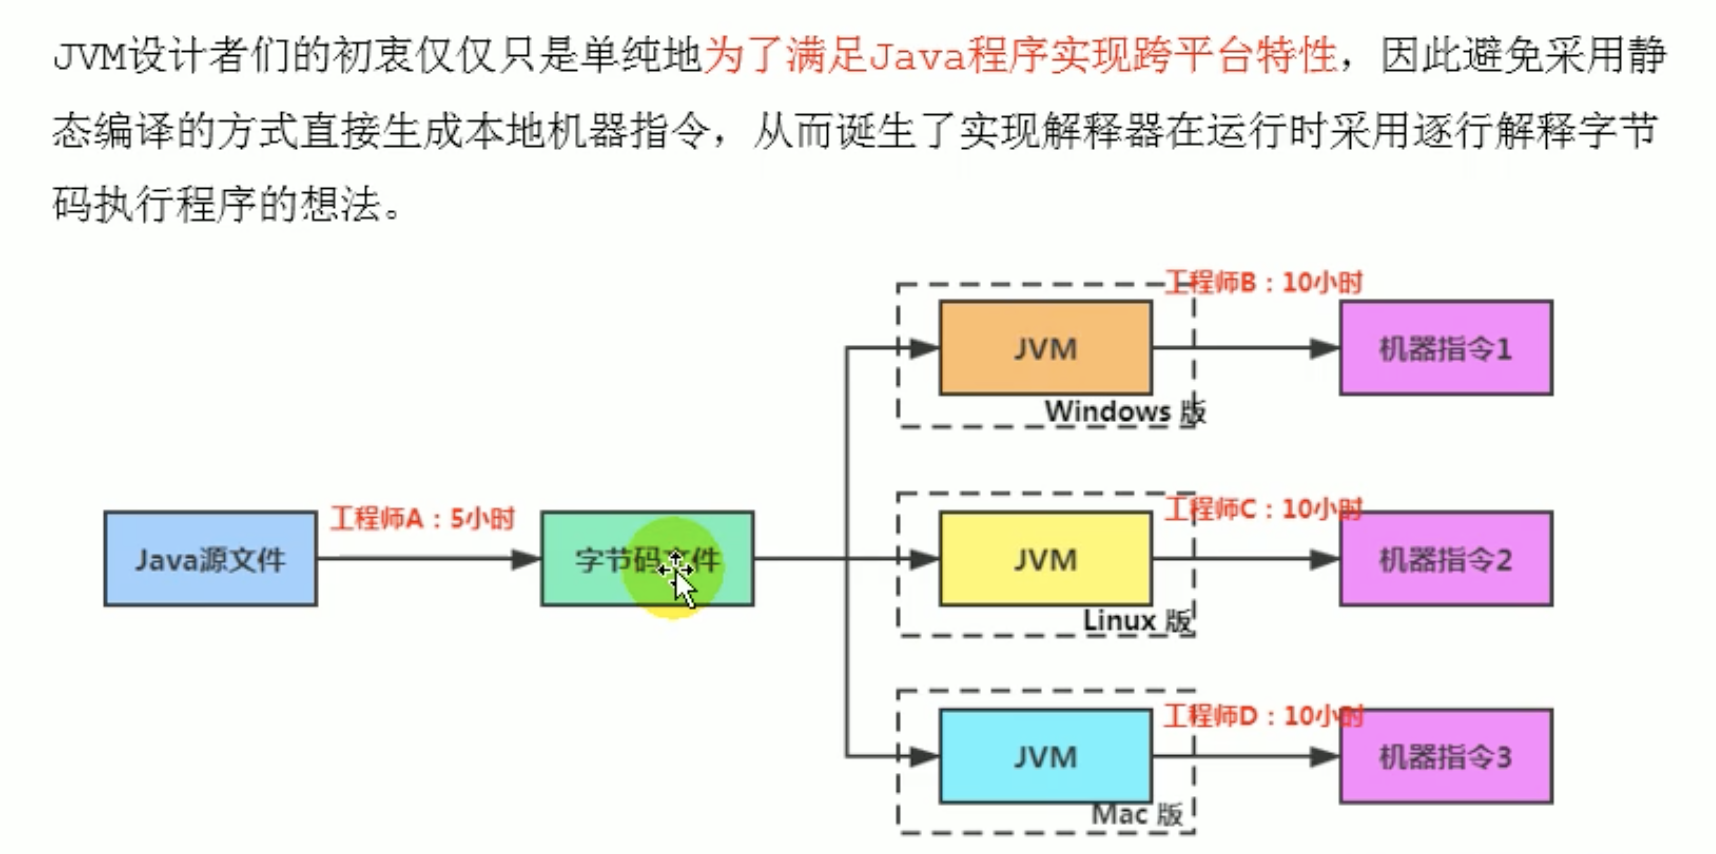 JVM设计者们的初衷仅仅只是单纯地为了满足Java程序实现跨平台特性，因此避免采用静
态编译的方式直接生成本地机器指令，从而诞生了实现解释器在运行时采用逐行解释字节
码执行程序的想法。
工程师B：10小时
JVM
机器指令1
Windows 版
工程师A：5小时
工程师C：10小时
Java源文件
字节码文件
JVM
机器指令2
Linux 版
工程师D：10小时
JVM
机器指令3
Mac 版